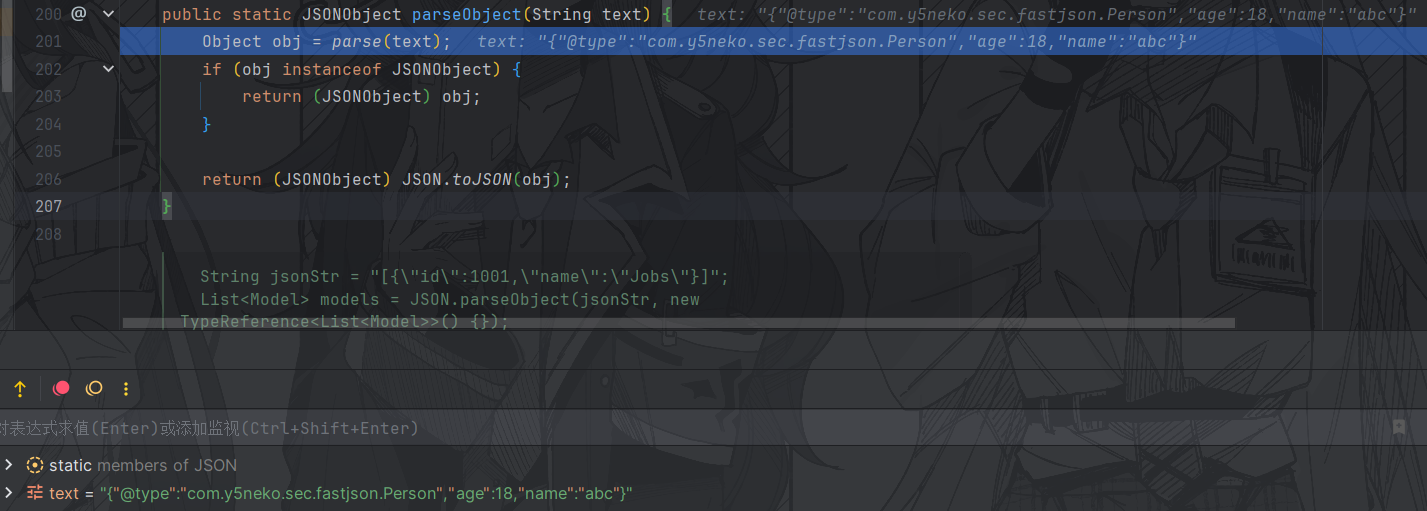 200 @ public static JSONObject parseObject(String text) { text: "{"@type":"com.y5neko.sec.fastjson.Person","age":18,"name":"abc"}"
201 Object obj = parse(text); text: "{"@type":"com.y5neko.sec.fastjson.Person","age":18,"name":"abc"}"
202 if (obj instanceof JSONObject) {
203 return (JSONObject) obj;
204 }
205
206 return (JSONObject) JSON.toJSON(obj);
207 }
208
String jsonStr = "[{\"id\":1001,\"name\":\"Jobs\"}]";
List<Model> models = JSON.parseObject(jsonStr, new
TypeReference<List<Model>>() {});
对表达式求值(Enter)或添加监视(Ctrl+Shift+Enter)
static members of JSON
text = "{"@type":"com.y5neko.sec.fastjson.Person","age":18,"name":"abc"}"